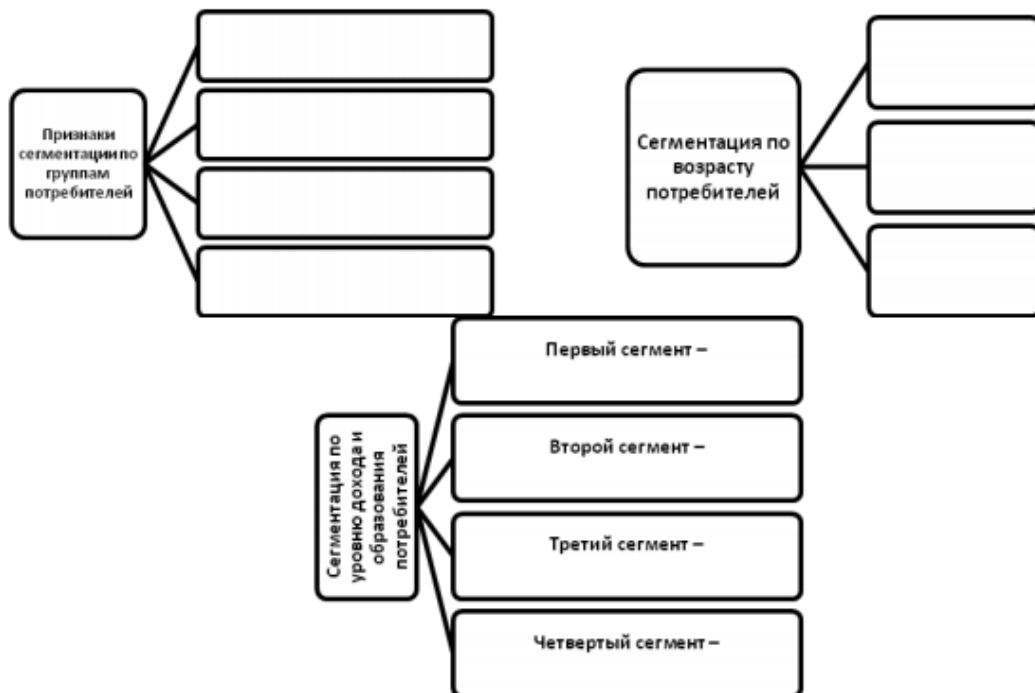 Признаки
сегментации по
группам
потребителей
Сегментация по
возрасту
потребителей
Сегментация по
уровню дохода и
образования
потребителей
Первый сегмент –
Второй сегмент –
Третий сегмент –
Четвертый сегмент –